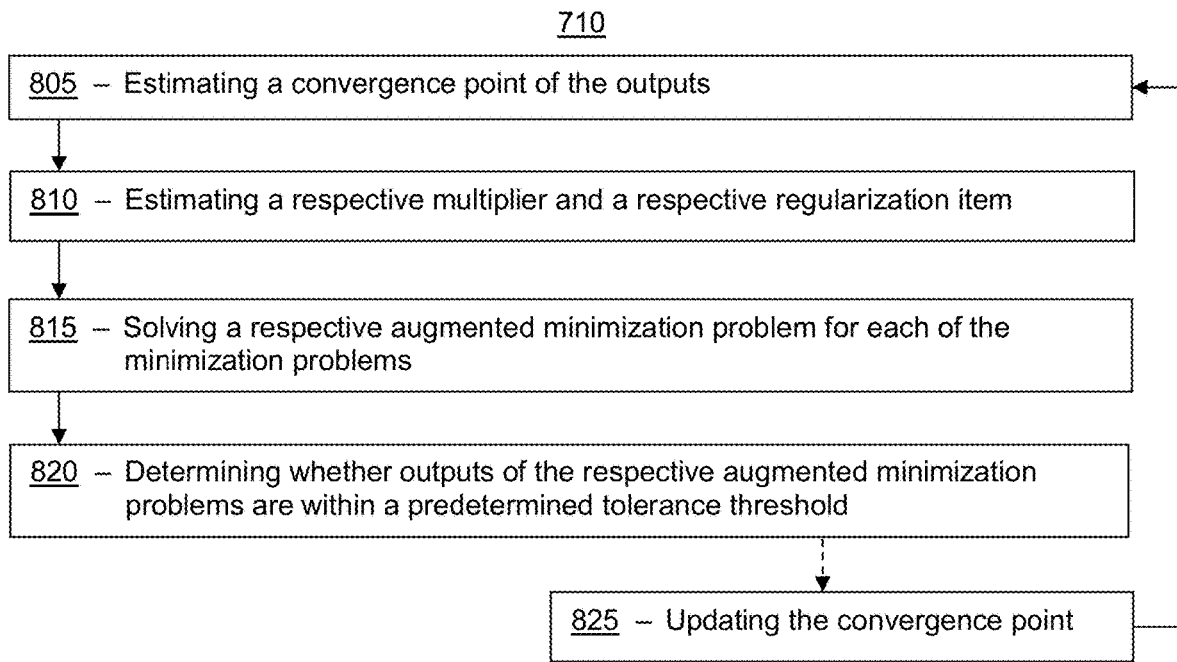 710
805 – Estimating a convergence point of the outputs
810 – Estimating a respective multiplier and a respective regularization item
815 – Solving a respective augmented minimization problem for each of the
minimization problems
820 – Determining whether outputs of the respective augmented minimization
problems are within a predetermined tolerance threshold
825 – Updating the convergence point